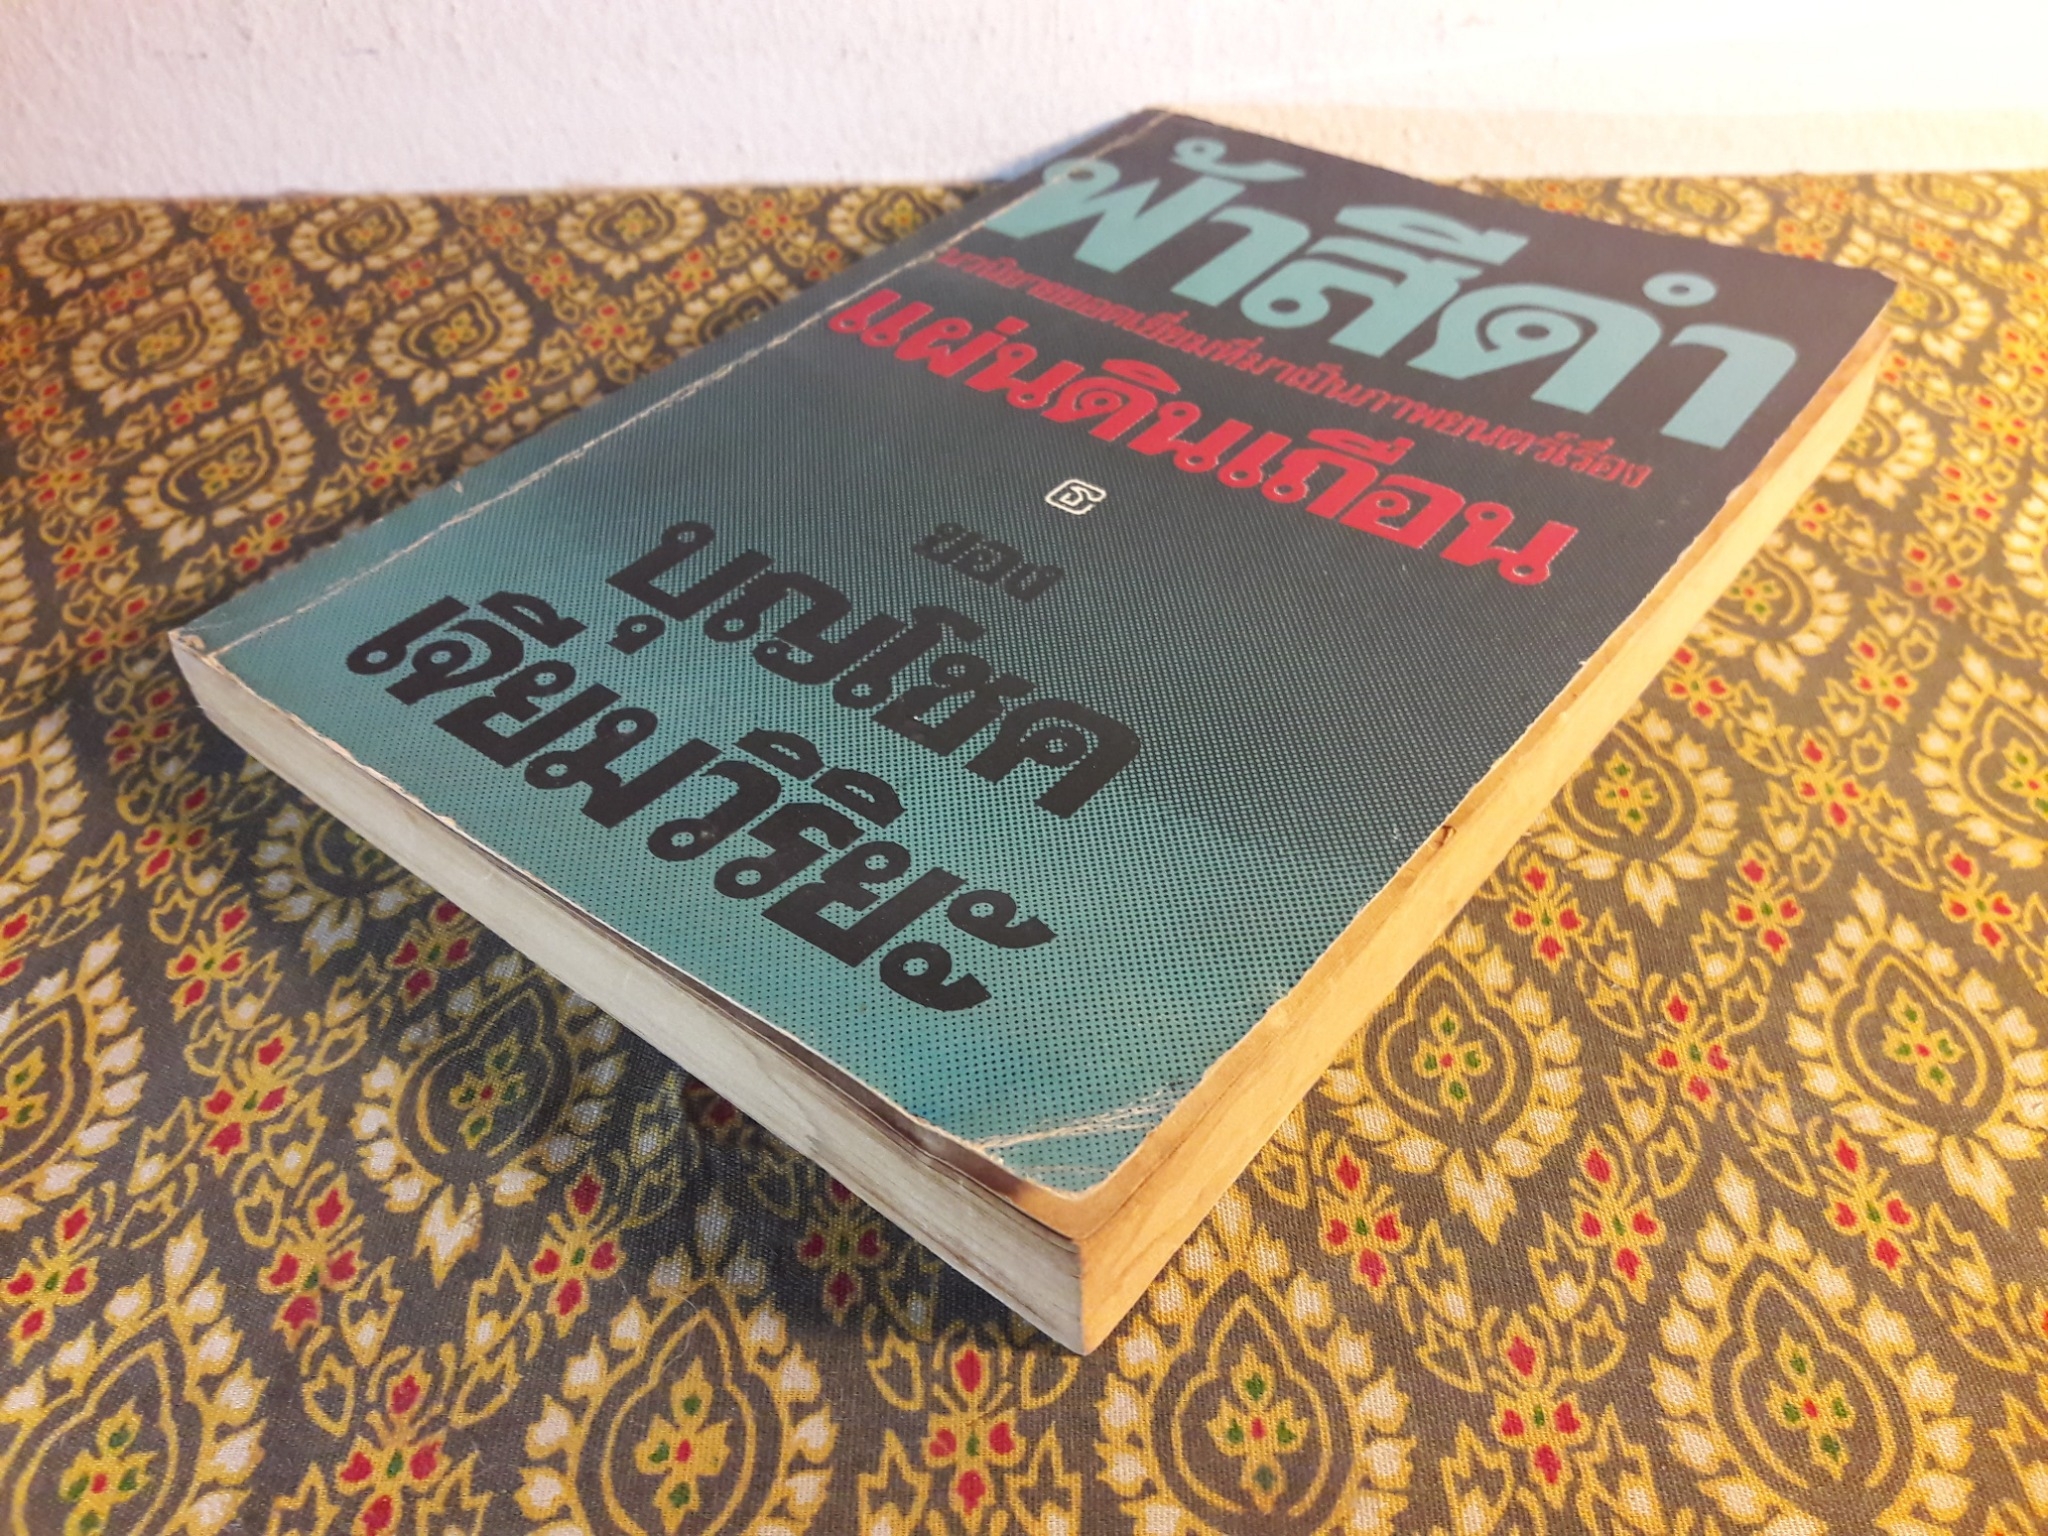 ฟ้าสีดำ
นวนิยายยอดเยี่ยมที่มาเป็นภาพยนตร์เรื่อง
แผ่นดินเถือน
ธ
ของ
บุญโชค
เจียมวิริยะ